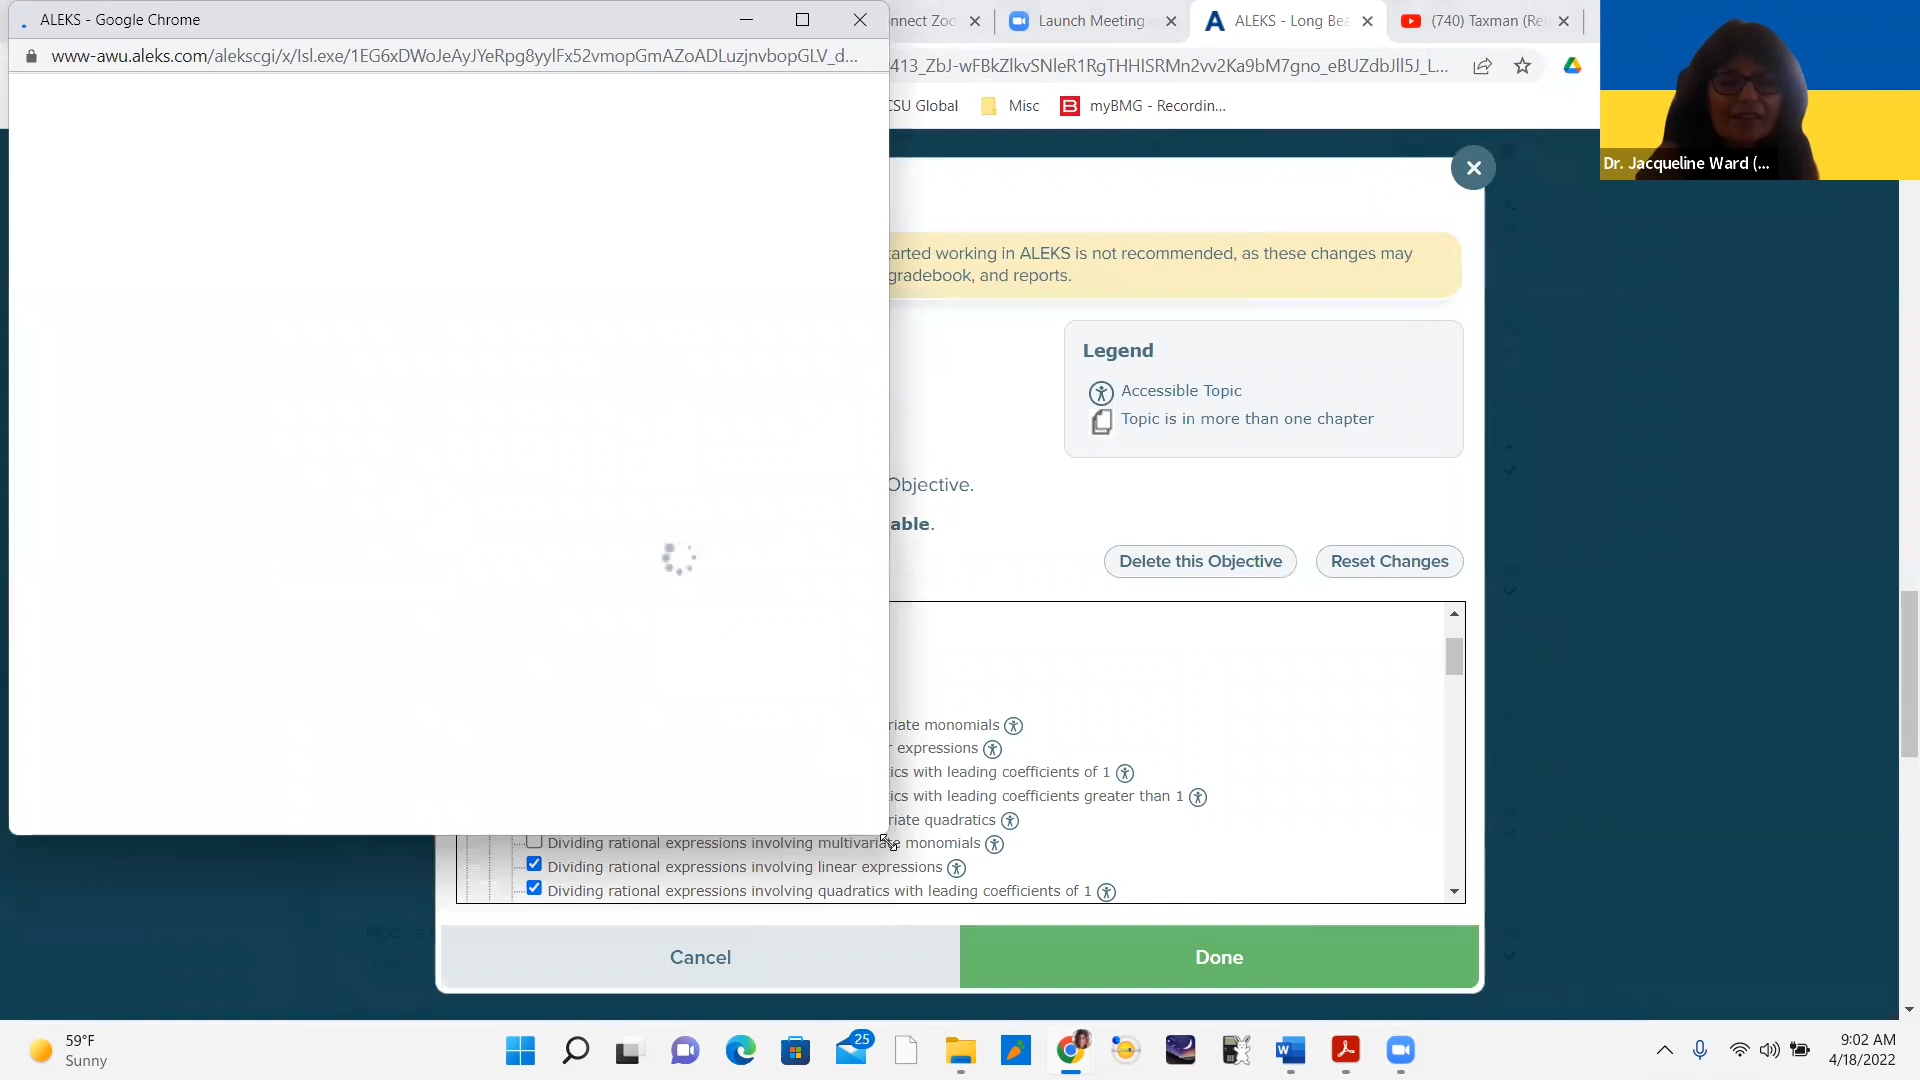 ALEKS - Google Chrome
www-awu.aleks.com/alekscgi/x/Isl.exe/1EG6xDWoJeAyJYeRpg8yylFx52vmopGmAZoADLuzjnvbopGLV_d...
nnect Zoo
Launch Meeting -
ALEKS - Long Bea
(740) Taxman (Re
413_ZbJ-wFBkZlkvSNleR1RgTHHISRMn2vv2Ka9bM7gno_eBUZdbJll5J_L...
CSU Global
Misc
myBMG - Recordin...
Dr. Jacqueline Ward (...
arted working in ALEKS is not recommended, as these changes may
gradebook, and reports.
Legend
Accessible Topic
Topic is in more than one chapter
Objective.
able.
Delete this Objective
Reset Changes
riate monomials
r expressions
ics with leading coefficients of 1
ics with leading coefficients greater than 1
riate quadratics
Dividing rational expressions involving multivariate monomials
Dividing rational expressions involving linear expressions
Dividing rational expressions involving quadratics with leading coefficients of 1
Cancel
Done
59°F
Sunny
25
9:02 AM
4/18/2022